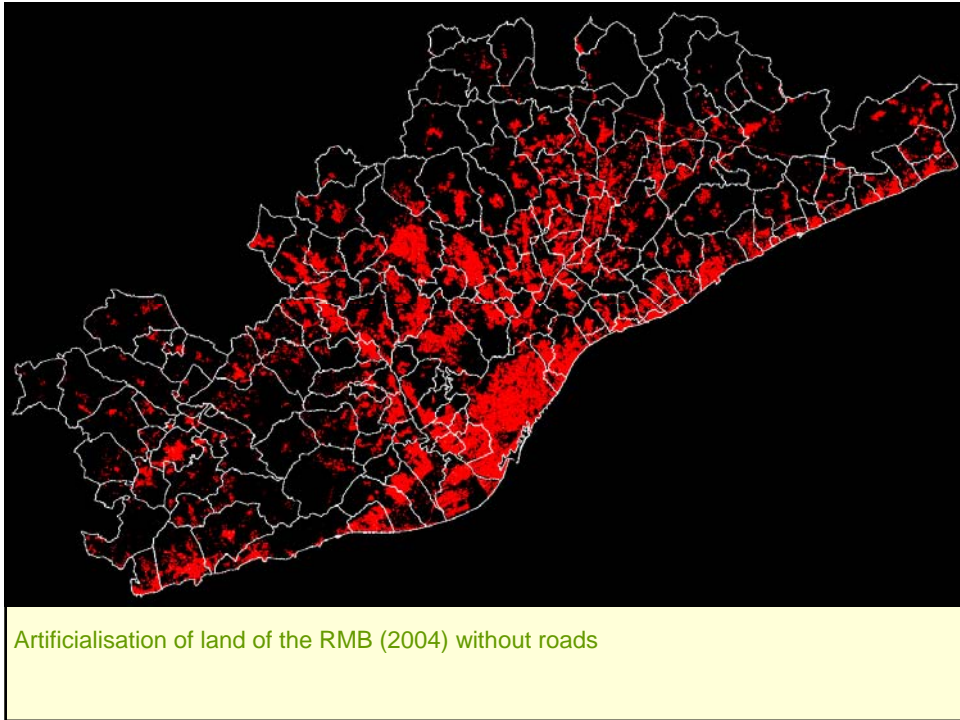 Artificialisation of land of the RMB (2004) without roads